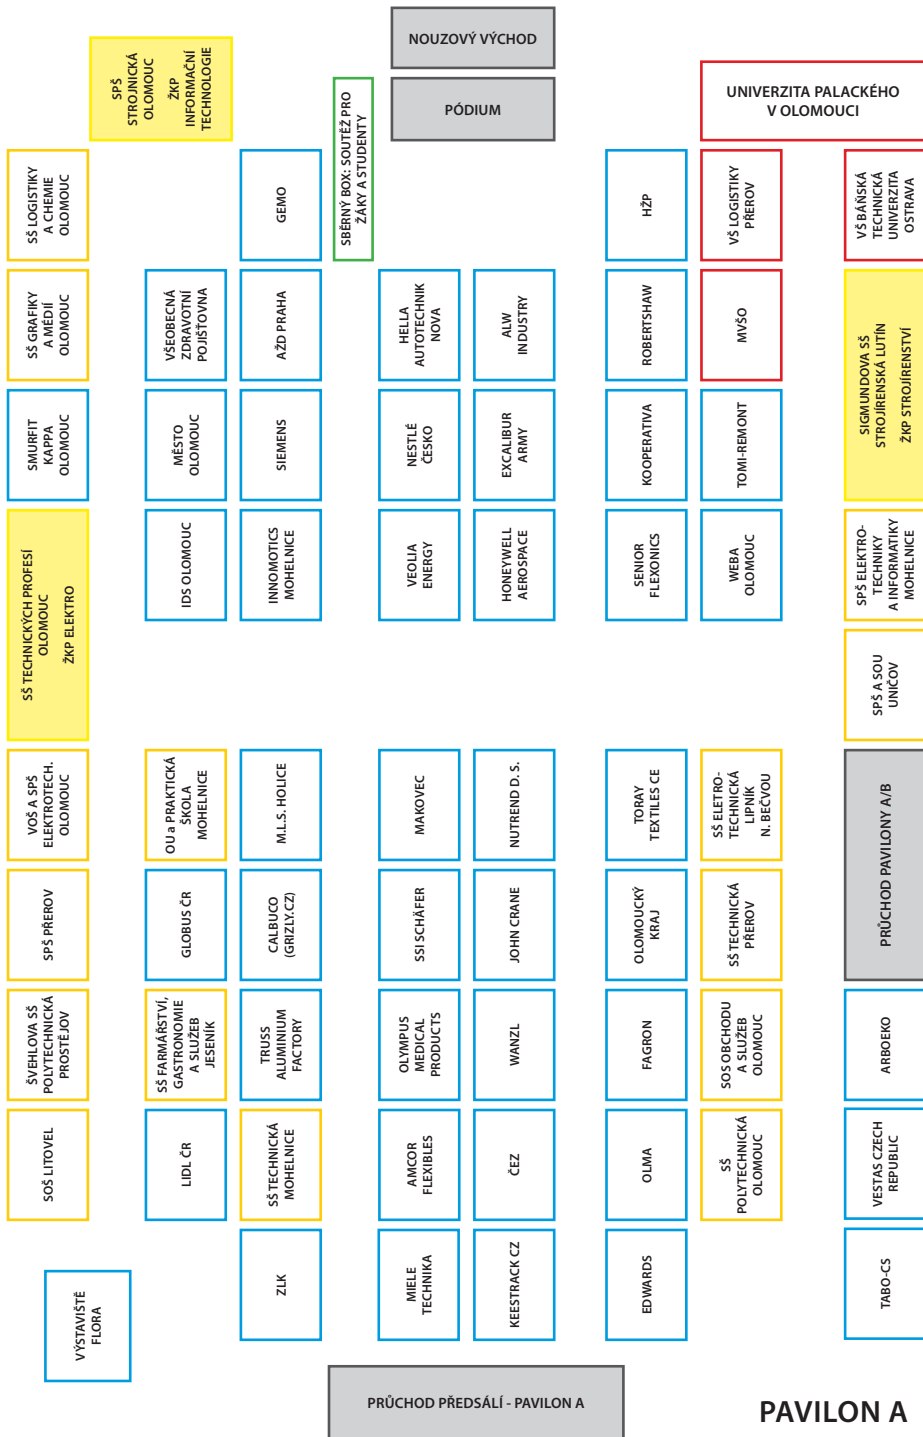 NOUZOVÝ VÝCHOD
PÓDIUM
UNIVERZITA PALACKÉHO
V OLOMOUCI
SPŠ
STROJNICKÁ
OLOMOUC
ŽKP
INFORMAČNÍ
TECHNOLOGIE
SBĚRNÝ BOX: SOUTĚŽ PRO
ŽÁKY A STUDENTY
SŠ LOGISTIKY
A CHEMIE
OLOMOUC
GEMO
HŽP
VŠ LOGISTIKY
PŘEROV
VŠ BÁŇSKÁ
TECHNICKÁ
UNIVERZITA
OSTRAVA
SŠ GRAFIKY
A MÉDIÍ
OLOMOUC
VŠEOBECNÁ
ZDRAVOTNÍ
POJIŠŤOVNA
AŽD PRAHA
HELLA
AUTOTECHNIK
NOVA
ALW
INDUSTRY
ROBERTSHAW
MVŠO
SIGMUNDOVA SŠ
STROJÍRENSKÁ LUTÍN
ŽKP STROJÍRENSTVÍ
SMURFIT
KAPPA
OLOMOUC
MĚSTO
OLOMOUC
SIEMENS
NESTLÉ
ČESKO
EXCALIBUR
ARMY
KOOPERATIVA
TOMI-REMONT
SŠ TECHNICKÝCH PROFESÍ
OLOMOUC
ŽKP ELEKTRO
IDS OLOMOUC
INNOMOTICS
MOHELNICE
VEOLIA
ENERGY
HONEYWELL
AEROSPACE
SENIOR
FLEXONICS
WEBA
OLOMOUC
SPŠ ELEKTRO-
TECHNIKY
A INFORMATIKY
MOHELNICE
SPŠ A SOU
UNIČOV
VOŠ A SPŠ
ELEKTROTECH.
OLOMOUC
OU a PRAKTICKÁ
ŠKOLA
MOHELNICE
M.L.S. HOLICE
MAKOVEC
NUTREND D. S.
TORAY
TEXTILES CE
SŠ ELETRO-
TECHNICKÁ
LIPNÍK
N. BEČVOU
PRŮCHOD PAVILONY A/B
SPŠ PŘEROV
GLOBUS ČR
CALBUCO
(GRIZLY.CZ)
SSI SCHÄFER
JOHN CRANE
OLOMOUCKÝ
KRAJ
SŠ TECHNICKÁ
PŘEROV
ŠVEHLOVA SŠ
POLYTECHNICKÁ
PROSTĚJOV
SŠ FARMÁŘSTVÍ,
GASTRONOMIE
A SLUŽEB
JESENÍK
TRUSS
ALUMINIUM
FACTORY
OLYMPUS
MEDICAL
PRODUCTS
WANZL
FAGRON
SOŠ OBCHODU
A SLUŽEB
OLOMOUC
ARBOEKO
SOŠ LITOVEL
LIDL ČR
SŠ TECHNICKÁ
MOHELNICE
AMCOR
FLEXIBLES
ČEZ
OLMA
SŠ
POLYTECHNICKÁ
OLOMOUC
VESTAS CZECH
REPUBLIC
VÝSTAVIŠTĚ
FLORA
ZLK
MIELE
TECHNIKA
KEESTRACK CZ
EDWARDS
TABO-CS
PRŮCHOD PŘEDSÁLÍ - PAVILON A
PAVILON A